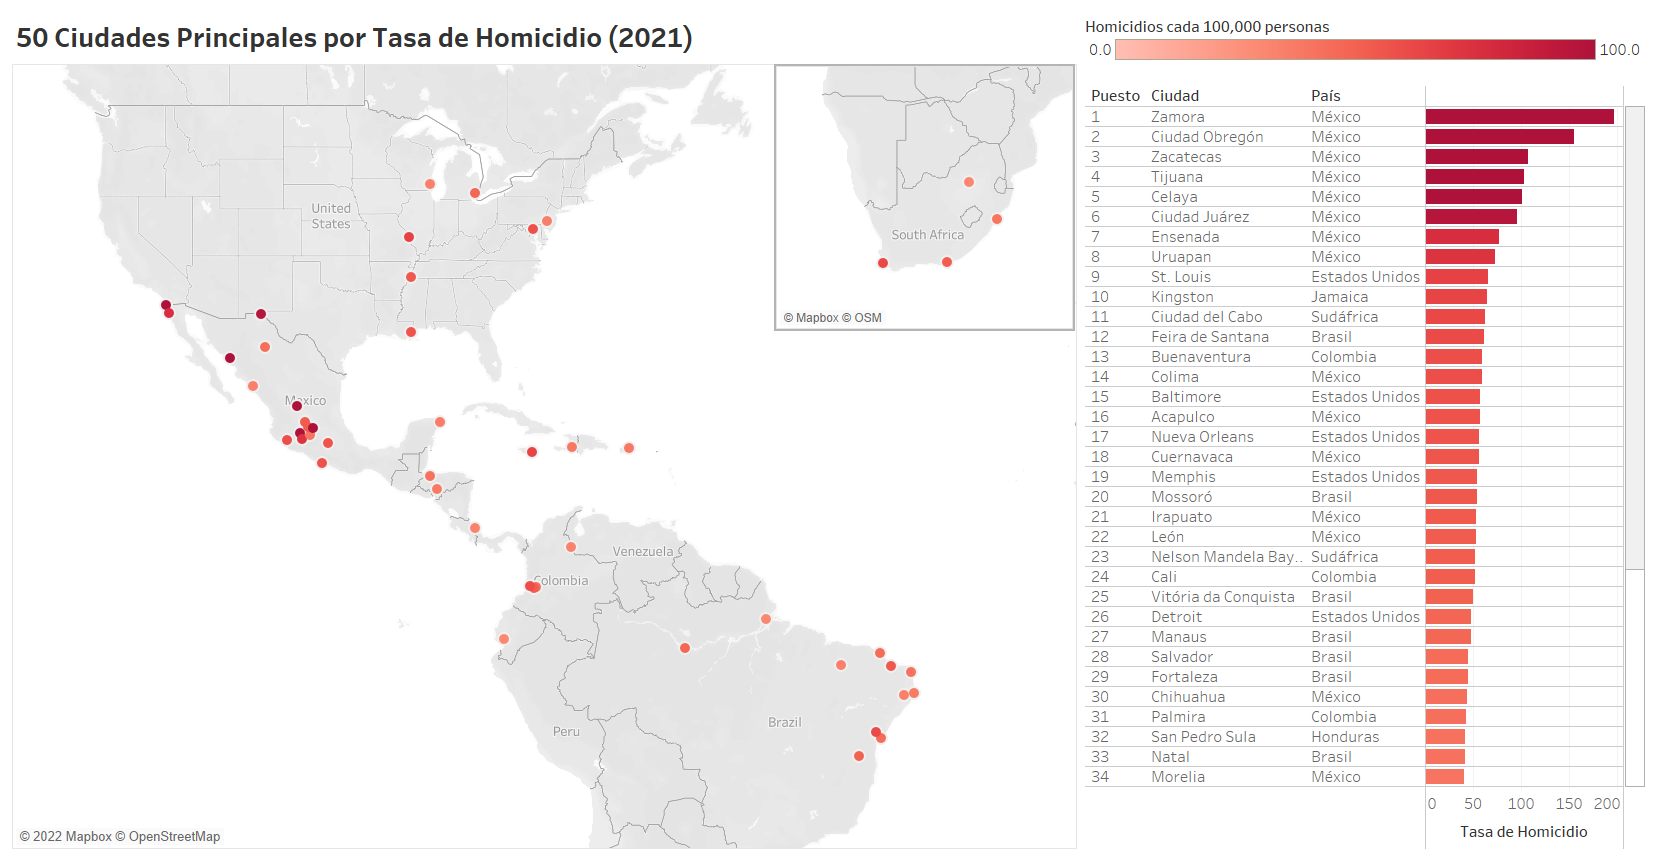 50 Ciudades Principales por Tasa de Homicidio (2021)
Homicidios cada 100,000 personas
0.0 100.0
United
States
Mexico
Venezuela
Colombia
Peru
Brazil
© 2022 Mapbox © OpenStreetMap
South Africa
© Mapbox © OSM
Puesto Ciudad País
1 Zamora México
2 Ciudad Obregón México
3 Zacatecas México
4 Tijuana México
5 Celaya México
6 Ciudad Juárez México
7 Ensenada México
8 Uruapan México
9 St. Louis Estados Unidos
10 Kingston Jamaica
11 Ciudad del Cabo Sudáfrica
12 Feira de Santana Brasil
13 Buenaventura Colombia
14 Colima México
15 Baltimore Estados Unidos
16 Acapulco México
17 Nueva Orleans Estados Unidos
18 Cuernavaca México
19 Memphis Estados Unidos
20 Mossoró Brasil
21 Irapuato México
22 León México
23 Nelson Mandela Bay.. Sudáfrica
24 Cali Colombia
25 Vitória da Conquista Brasil
26 Detroit Estados Unidos
27 Manaus Brasil
28 Salvador Brasil
29 Fortaleza Brasil
30 Chihuahua México
31 Palmira Colombia
32 San Pedro Sula Honduras
33 Natal Brasil
34 Morelia México
0 50 100 150 200
Tasa de Homicidio